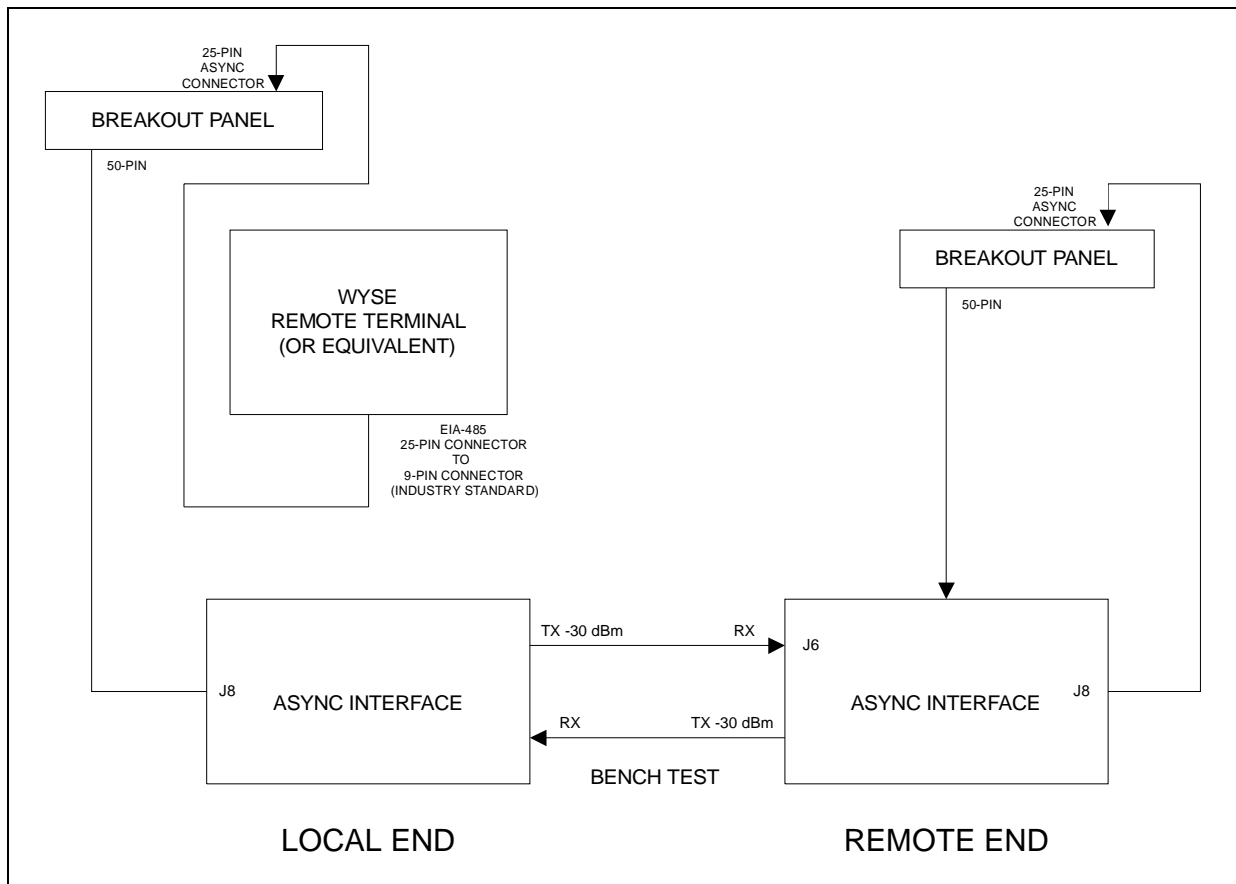 25-PIN
ASYNC
CONNECTOR
BREAKOUT PANEL
50-PIN
WYSE
REMOTE TERMINAL
(OR EQUIVALENT)
EIA-485
25-PIN CONNECTOR
TO
9-PIN CONNECTOR
(INDUSTRY STANDARD)
25-PIN
ASYNC
CONNECTOR
BREAKOUT PANEL
50-PIN
TX -30 dBm
RX
J6
J8
ASYNC INTERFACE
ASYNC INTERFACE
J8
RX
TX -30 dBm
BENCH TEST
LOCAL END
REMOTE END